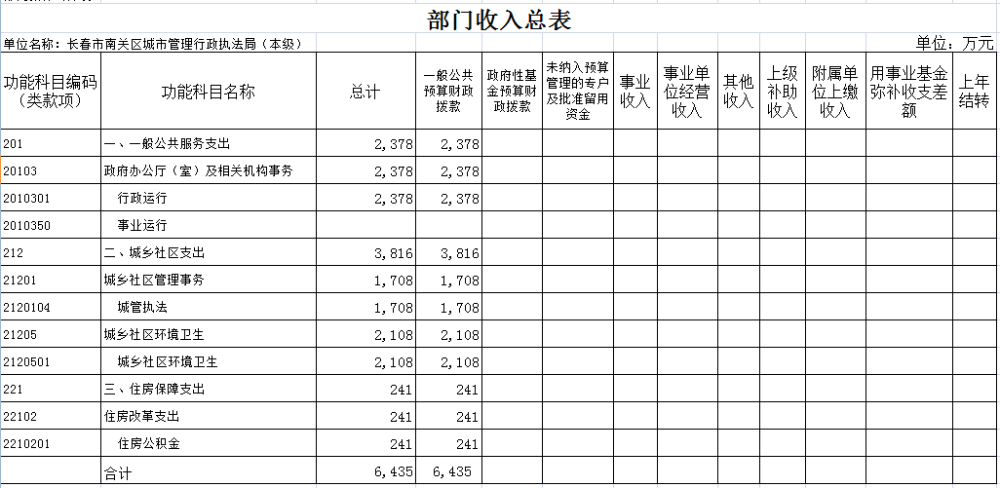 部门收入总表
单位名称：长春市南关区城市管理行政执法局（本级） 单位：万元
功能科目编码（类款项） 功能科目名称 总计 一般公共预算财政拨款 政府性基金预算财政拨款 未纳入预算管理的专户及批准留用资金 事业收入 事业单位经营收入 其他收入 上级补助收入 附属单位上缴收入 用事业基金弥补收支差额 上年结转
201 一、一般公共服务支出 2,378 2,378
20103 政府办公厅（室）及相关机构事务 2,378 2,378
2010301 行政运行 2,378 2,378
2010350 事业运行
212 二、城乡社区支出 3,816 3,816
21201 城乡社区管理事务 1,708 1,708
2120104 城管执法 1,708 1,708
21205 城乡社区环境卫生 2,108 2,108
2120501 城乡社区环境卫生 2,108 2,108
221 三、住房保障支出 241 241
22102 住房改革支出 241 241
2210201 住房公积金 241 241
合计 6,435 6,435